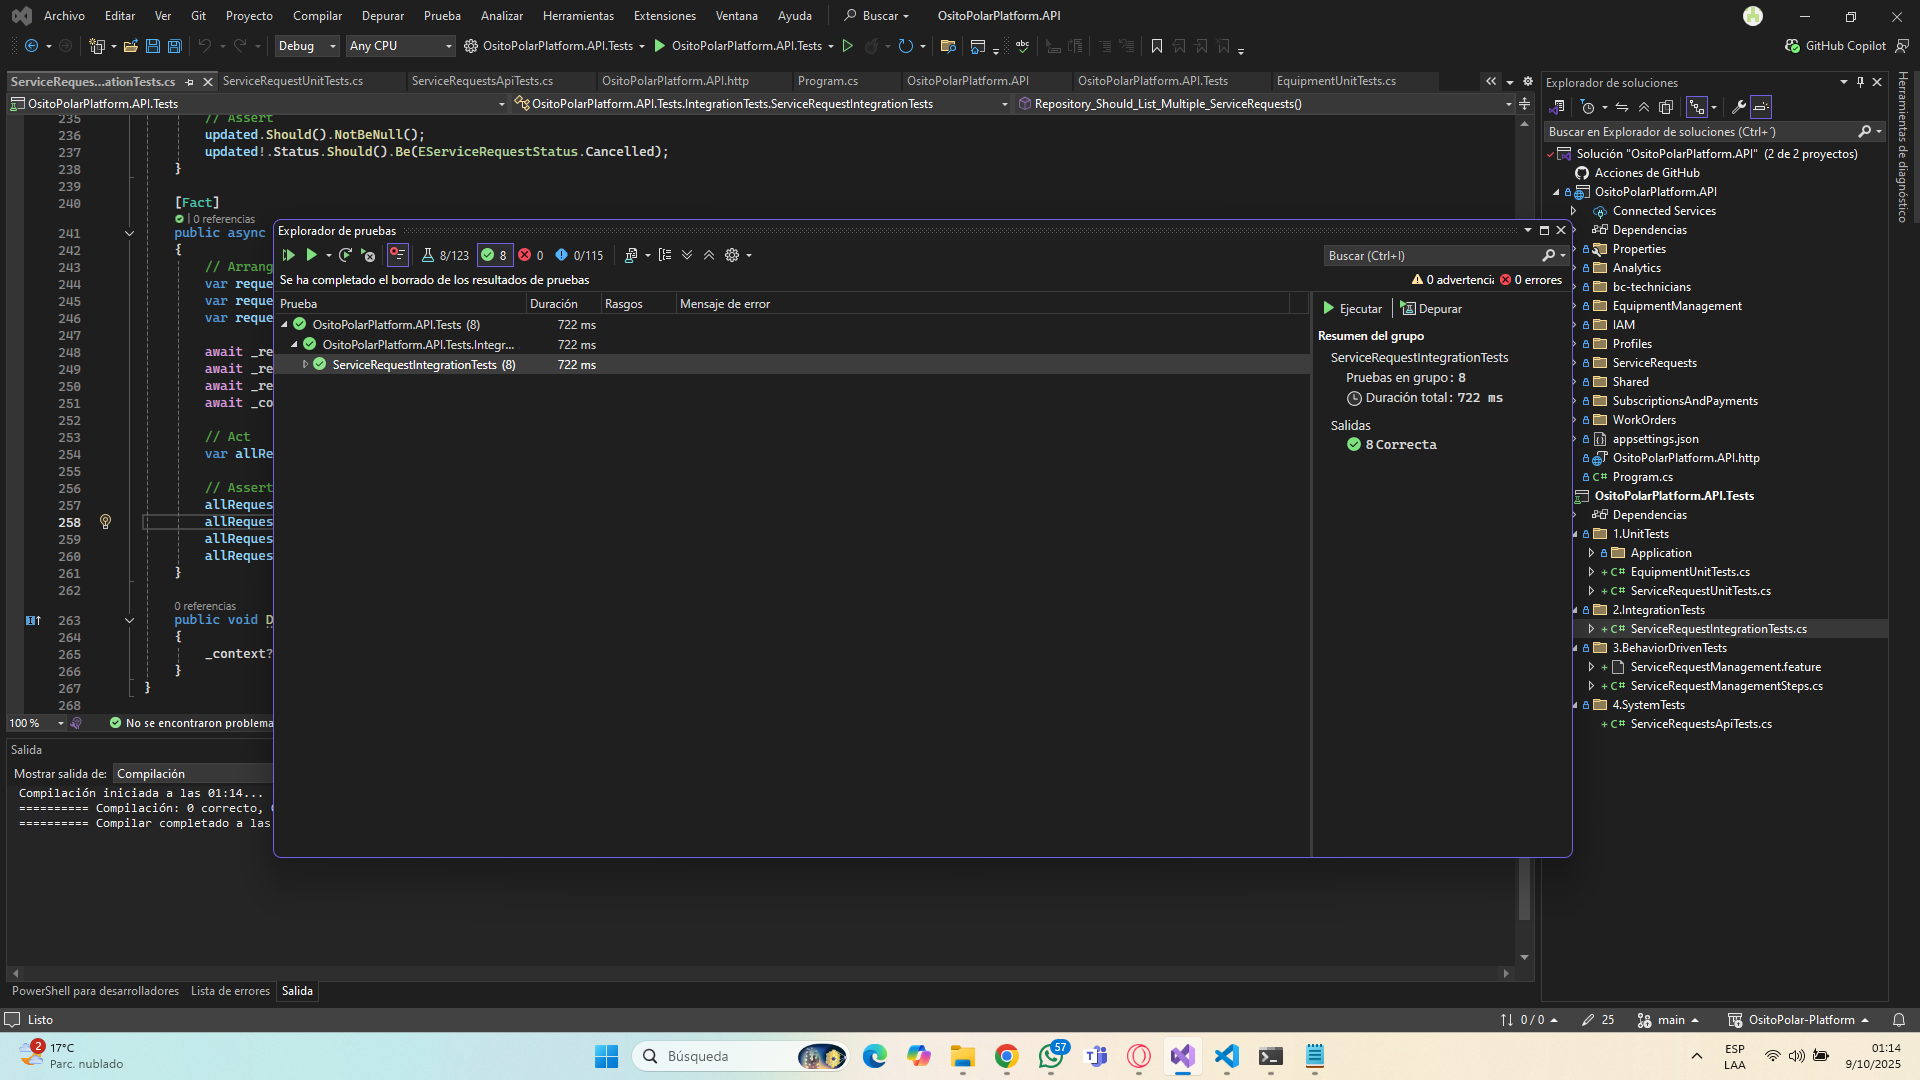 Archivo Editar Ver Git Proyecto Compilar Depurar Prueba Analizar Herramientas Extensiones Ventana Ayuda Buscar OsitoPolarPlatform.API
Debug Any CPU OsitoPolarPlatform.API.Tests OsitoPolarPlatform.API.Tests GitHub Copilot
ServiceReques...ationTests.cs ServiceRequestUnitTests.cs ServiceRequestsApiTests.cs OsitoPolarPlatform.API.http Program.cs OsitoPolarPlatform.API OsitoPolarPlatform.API.Tests EquipmentUnitTests.cs
OsitoPolarPlatform.API.Tests OsitoPolarPlatform.API.Tests.IntegrationTests.ServiceRequestIntegrationTests Repository_Should_List_Multiple_ServiceRequests()
235 // Assert
236 updated.Should().NotBeNull();
237 updated!.Status.Should().Be(EServiceRequestStatus.Cancelled);
238 }
239
240 [Fact]
| 0 referencias
241 public async
242 {
243 // Arrang
244 var reque
245 var reque
246 var reque
247
248 await _re
249 await _re
250 await _re
251 await _co
252
253 // Act
254 var allRe
255
256 // Assert
257 allReques
258 allReques
259 allReques
260 allReques
261 }
262
0 referencias
263 public void D
264 {
265 _context?
266 }
267 }
268
100 % No se encontraron problema
Explorador de pruebas
8/123 8 0 0/115 Buscar (Ctrl+I)
Se ha completado el borrado de los resultados de pruebas 0 advertencia 0 errores
Prueba Duración Rasgos Mensaje de error
OsitoPolarPlatform.API.Tests (8) 722 ms
OsitoPolarPlatform.API.Tests.Integr... 722 ms
ServiceRequestIntegrationTests (8) 722 ms
Ejecutar Depurar
Resumen del grupo
ServiceRequestIntegrationTests
Pruebas en grupo: 8
Duración total: 722 ms
Salidas
8 Correcta
Salida
Mostrar salida de: Compilación
Compilación iniciada a las 01:14...
========== Compilación: 0 correcto,
========== Compilar completado a las
PowerShell para desarrolladores Lista de errores Salida
Explorador de soluciones
Buscar en Explorador de soluciones (Ctrl+´)
Solución "OsitoPolarPlatform.API" (2 de 2 proyectos)
Acciones de GitHub
OsitoPolarPlatform.API
Connected Services
Dependencias
Properties
Analytics
bc-technicians
EquipmentManagement
IAM
Profiles
ServiceRequests
Shared
SubscriptionsAndPayments
WorkOrders
appsettings.json
OsitoPolarPlatform.API.http
C# Program.cs
OsitoPolarPlatform.API.Tests
Dependencias
1.UnitTests
Application
+ C# EquipmentUnitTests.cs
+ C# ServiceRequestUnitTests.cs
2.IntegrationTests
+ C# ServiceRequestIntegrationTests.cs
3.BehaviorDrivenTests
+ ServiceRequestManagement.feature
+ C# ServiceRequestManagementSteps.cs
4.SystemTests
+ C# ServiceRequestsApiTests.cs
Herramientas de diagnóstico
Listo 0 / 0 25 main OsitoPolar-Platform
2 17°C
Parc. nublado
Búsqueda
57
ESP
LAA
01:14
9/10/2025